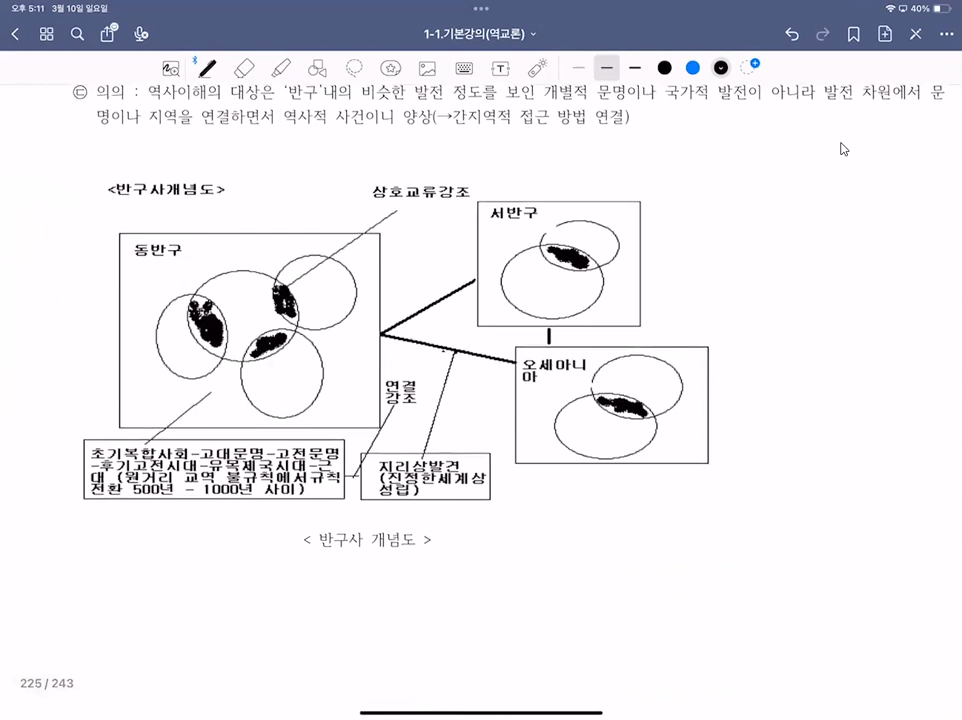 오후 5:11 3월 10일 일요일
40%
1-1.기본강의(역교론)
㉢ 의의 : 역사이해의 대상은 '반구'내의 비슷한 발전 정도를 보인 개별적 문명이나 국가적 발전이 아니라 발전 차원에서 문
명이나 지역을 연결하면서 역사적 사건이니 양상(→간지역적 접근 방법 연결)
<반구사개념도>
상호교류강조
서반구
동반구
오세아니
아
연결
강조
초기복합사회-고대문명-고전문명
-후기고전시대-유목제국시대-근
대 (원거리 교역 불규칙에서규칙
전환 500년 - 1000년 사이)
지리상발견
(진정한세계상
성립)
< 반구사 개념도 >
225 / 243